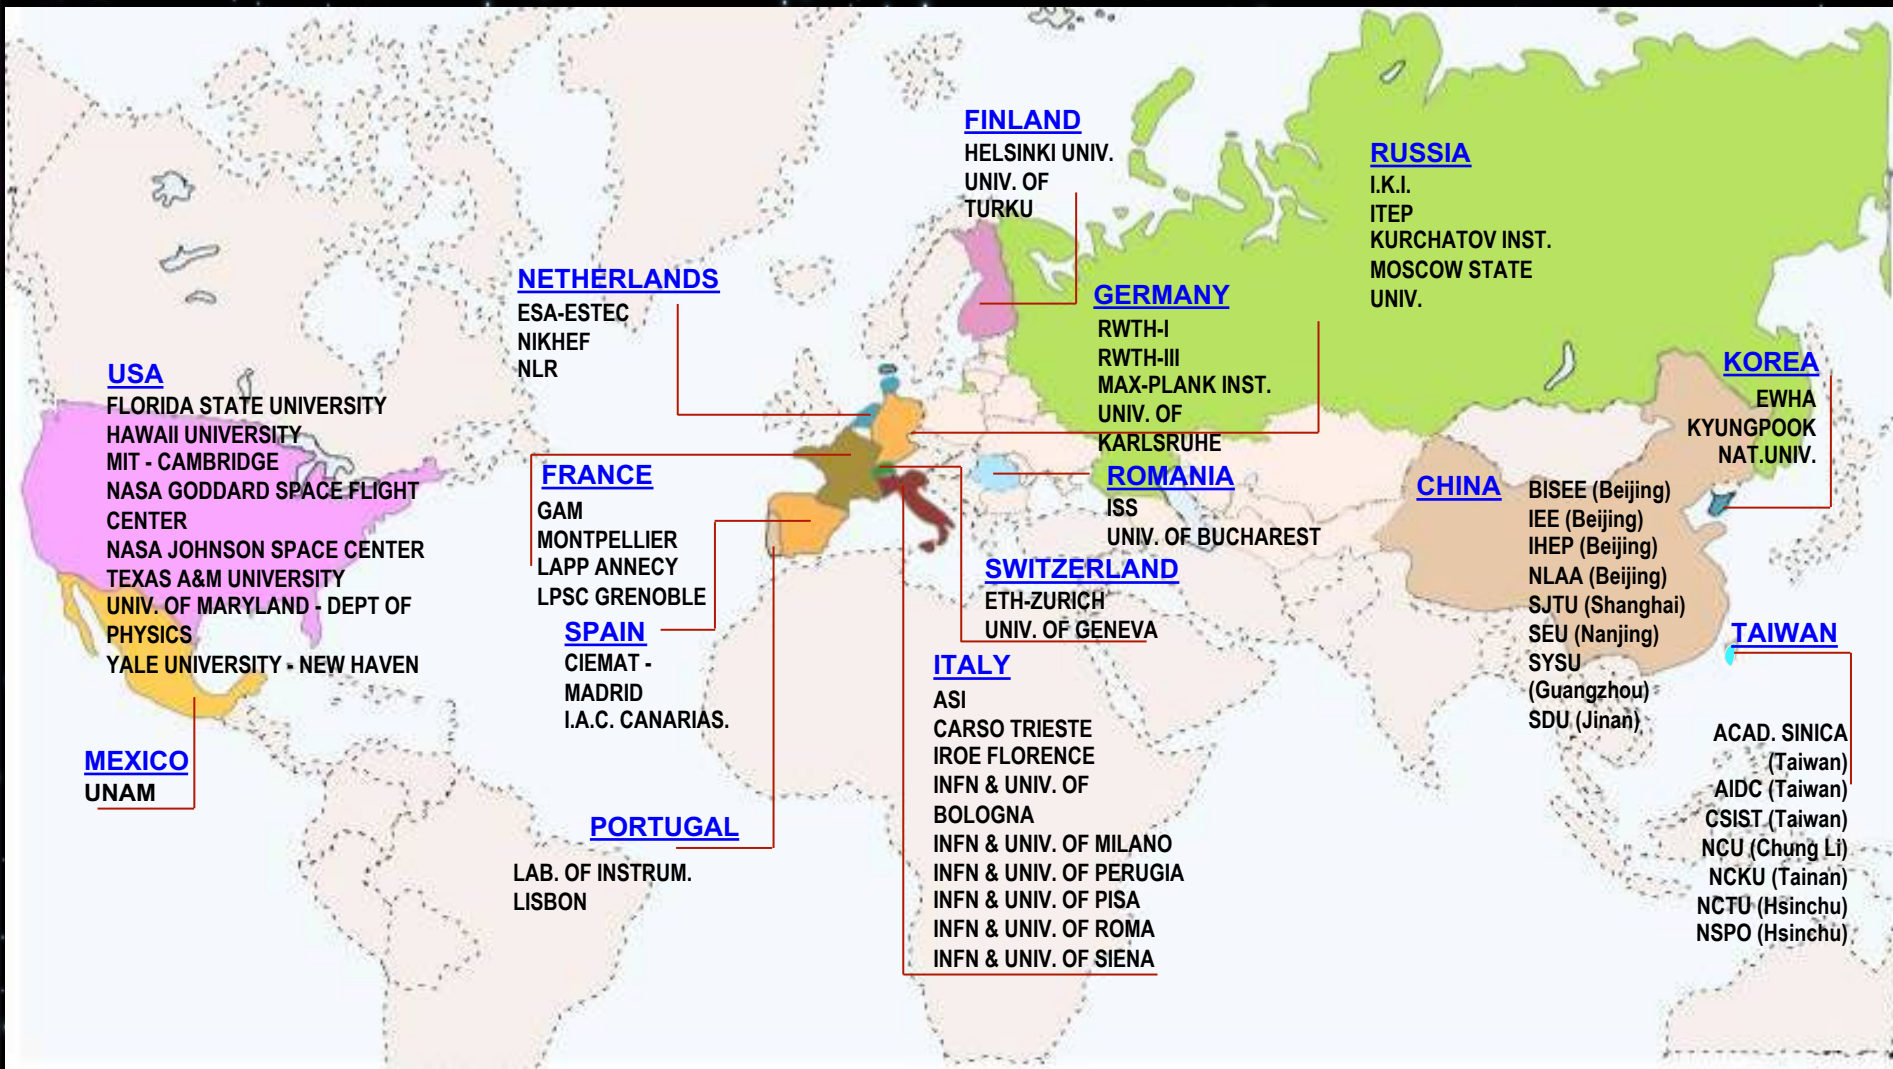 FINLAND
HELSINKI UNIV.
UNIV. OF
TURKU
RUSSIA
I.K.I.
ITEP
KURCHATOV INST.
MOSCOW STATE
UNIV.
NETHERLANDS
ESA-ESTEC
NIKHEF
NLR
GERMANY
RWTH-I
RWTH-III
MAX-PLANK INST.
UNIV. OF
KARLSRUHE
USA
FLORIDA STATE UNIVERSITY
HAWAII UNIVERSITY
MIT - CAMBRIDGE
NASA GODDARD SPACE FLIGHT
CENTER
NASA JOHNSON SPACE CENTER
TEXAS A&M UNIVERSITY
UNIV. OF MARYLAND - DEPT OF
PHYSICS
YALE UNIVERSITY - NEW HAVEN
KOREA
EWHA
KYUNGPOOK
NAT.UNIV.
FRANCE
GAM
MONTPELLIER
LAPP ANNECY
LPSC GRENOBLE
ROMANIA
ISS
UNIV. OF BUCHAREST
CHINA
BISEE (Beijing)
IEE (Beijing)
IHEP (Beijing)
NLAA (Beijing)
SJTU (Shanghai)
SEU (Nanjing)
SYSU
(Guangzhou)
SDU (Jinan)
SWITZERLAND
ETH-ZURICH
UNIV. OF GENEVA
SPAIN
CIEMAT -
MADRID
I.A.C. CANARIAS.
TAIWAN
ACAD. SINICA
(Taiwan)
AIDC (Taiwan)
CSIST (Taiwan)
NCU (Chung Li)
NCKU (Tainan)
NCTU (Hsinchu)
NSPO (Hsinchu)
ITALY
ASI
CARSO TRIESTE
IROE FLORENCE
INFN & UNIV. OF
BOLOGNA
INFN & UNIV. OF MILANO
INFN & UNIV. OF PERUGIA
INFN & UNIV. OF PISA
INFN & UNIV. OF ROMA
INFN & UNIV. OF SIENA
MEXICO
UNAM
PORTUGAL
LAB. OF INSTRUM.
LISBON